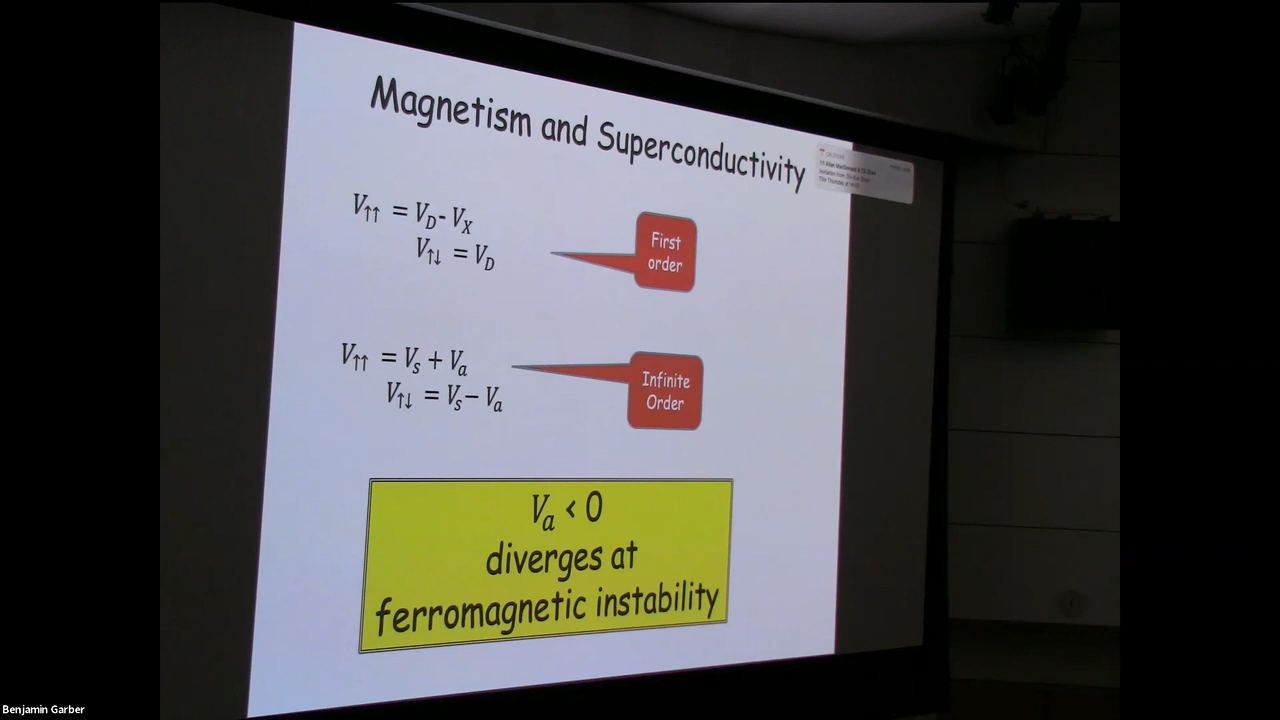 Magnetism and Superconductivity
V↑↑ = V_D - V_X
V↑↓ = V_D
First
order
V↑↑ = V_s + V_a
V↑↓ = V_s − V_a
Infinite
Order
V_a < 0
diverges at
ferromagnetic instability
Benjamin Garber